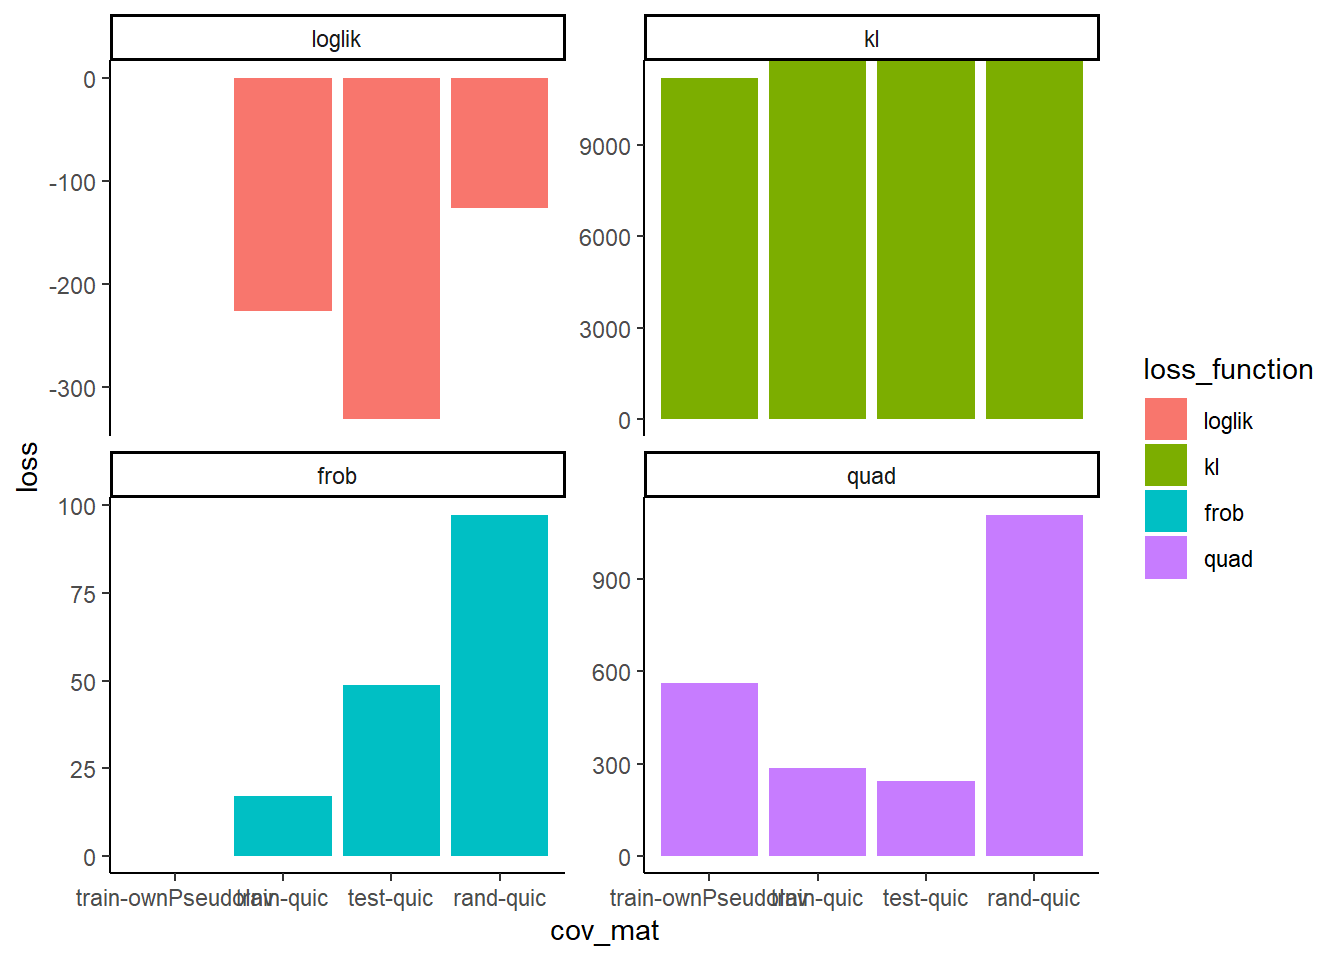 loglik
kl
0
-100
-200
-300
9000
6000
3000
0
loss
frob
quad
100
75
50
25
0
900
600
300
0
train-ownPseudoInv train-quic test-quic rand-quic
train-ownPseudoInv train-quic test-quic rand-quic
cov_mat
loss_function
loglik
kl
frob
quad